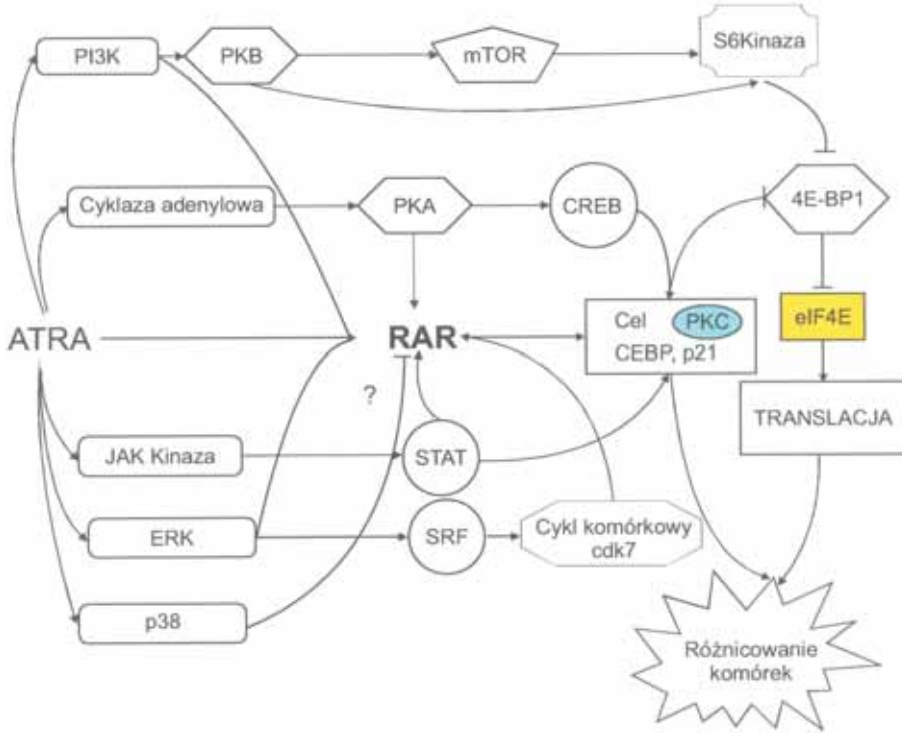 PI3K
PKB
mTOR
S6Kinaza
Cyklaza adenylowa
PKA
CREB
4E-BP1
ATRA
RAR
Cel PKC
CEBP, p21
eIF4E
?
TRANSLACJA
JAK Kinaza
STAT
ERK
SRF
Cykl komórkowy
cdk7
p38
Różnicowanie
komórek